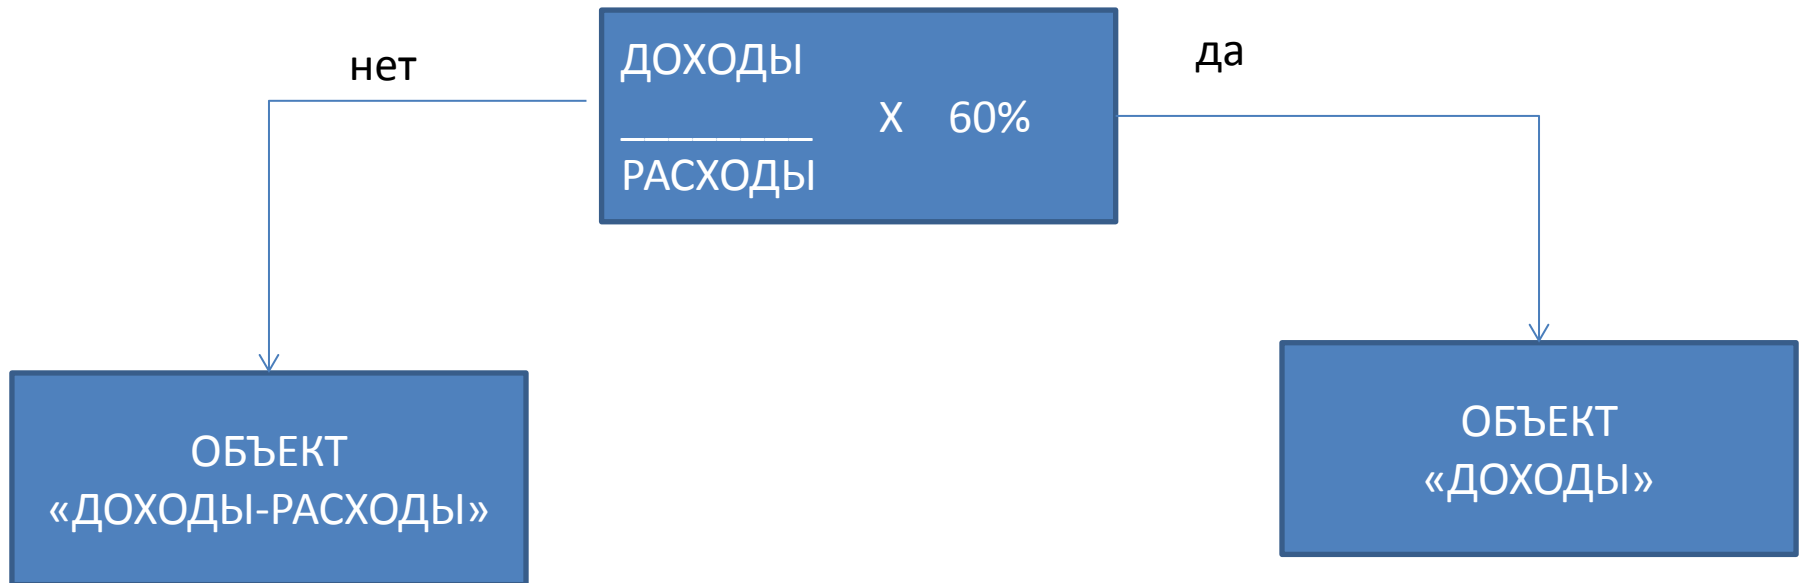 нет
ДОХОДЫ
________ Х 60%
РАСХОДЫ
да
ОБЪЕКТ
«ДОХОДЫ-РАСХОДЫ»
ОБЪЕКТ
«ДОХОДЫ»